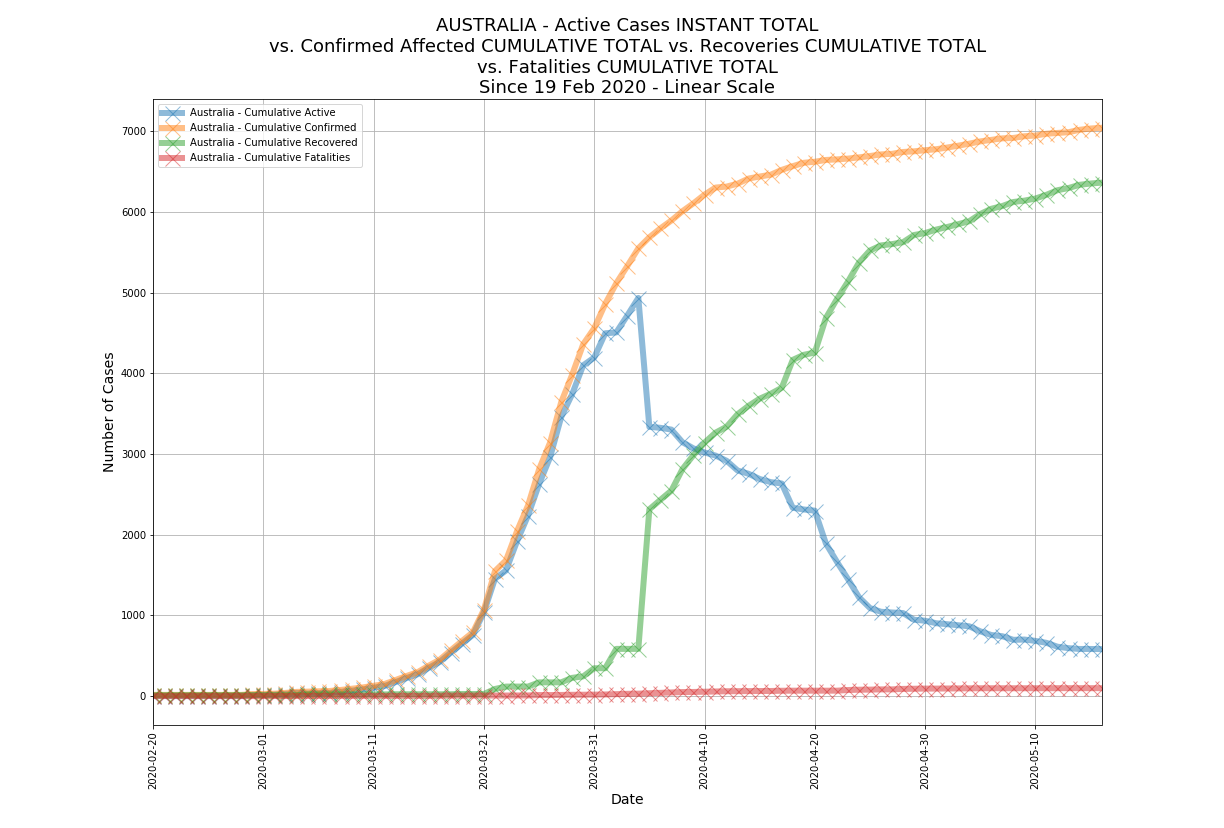 AUSTRALIA - Active Cases INSTANT TOTAL
vs. Confirmed Affected CUMULATIVE TOTAL vs. Recoveries CUMULATIVE TOTAL
vs. Fatalities CUMULATIVE TOTAL
Since 19 Feb 2020 - Linear Scale
Australia - Cumulative Active
Australia - Cumulative Confirmed
Australia - Cumulative Recovered
Australia - Cumulative Fatalities
Number of Cases
7000
6000
5000
4000
3000
2000
1000
0
2020-02-20
2020-03-01
2020-03-11
2020-03-21
2020-03-31
2020-04-10
2020-04-20
2020-04-30
2020-05-10
Date